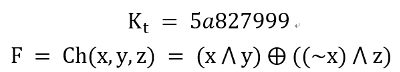 Kₜ = 5a827999
F = Ch(x,y,z) = (x ⋀ y) ⊕ ((~x) ⋀ z)